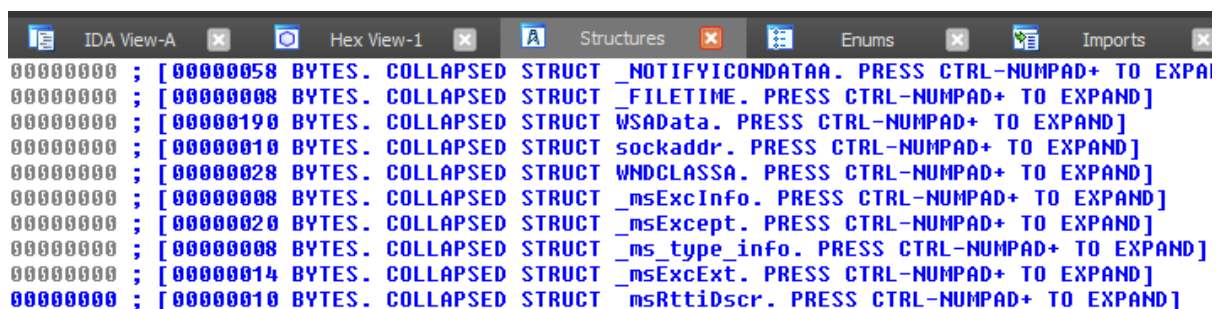 IDA View-A Hex View-1 Structures Enums Imports
00000000 ; [00000058 BYTES. COLLAPSED STRUCT _NOTIFYICONDATAA. PRESS CTRL-NUMPAD+ TO EXPAN
00000000 ; [00000008 BYTES. COLLAPSED STRUCT _FILETIME. PRESS CTRL-NUMPAD+ TO EXPAND]
00000000 ; [00000190 BYTES. COLLAPSED STRUCT WSAData. PRESS CTRL-NUMPAD+ TO EXPAND]
00000000 ; [00000010 BYTES. COLLAPSED STRUCT sockaddr. PRESS CTRL-NUMPAD+ TO EXPAND]
00000000 ; [00000028 BYTES. COLLAPSED STRUCT WNDCLASSA. PRESS CTRL-NUMPAD+ TO EXPAND]
00000000 ; [00000008 BYTES. COLLAPSED STRUCT _msExcInfo. PRESS CTRL-NUMPAD+ TO EXPAND]
00000000 ; [00000020 BYTES. COLLAPSED STRUCT _msExcept. PRESS CTRL-NUMPAD+ TO EXPAND]
00000000 ; [00000008 BYTES. COLLAPSED STRUCT _ms_type_info. PRESS CTRL-NUMPAD+ TO EXPAND]
00000000 ; [00000014 BYTES. COLLAPSED STRUCT _msExcExt. PRESS CTRL-NUMPAD+ TO EXPAND]
00000000 ; [00000010 BYTES. COLLAPSED STRUCT _msRttiDscr. PRESS CTRL-NUMPAD+ TO EXPAND]